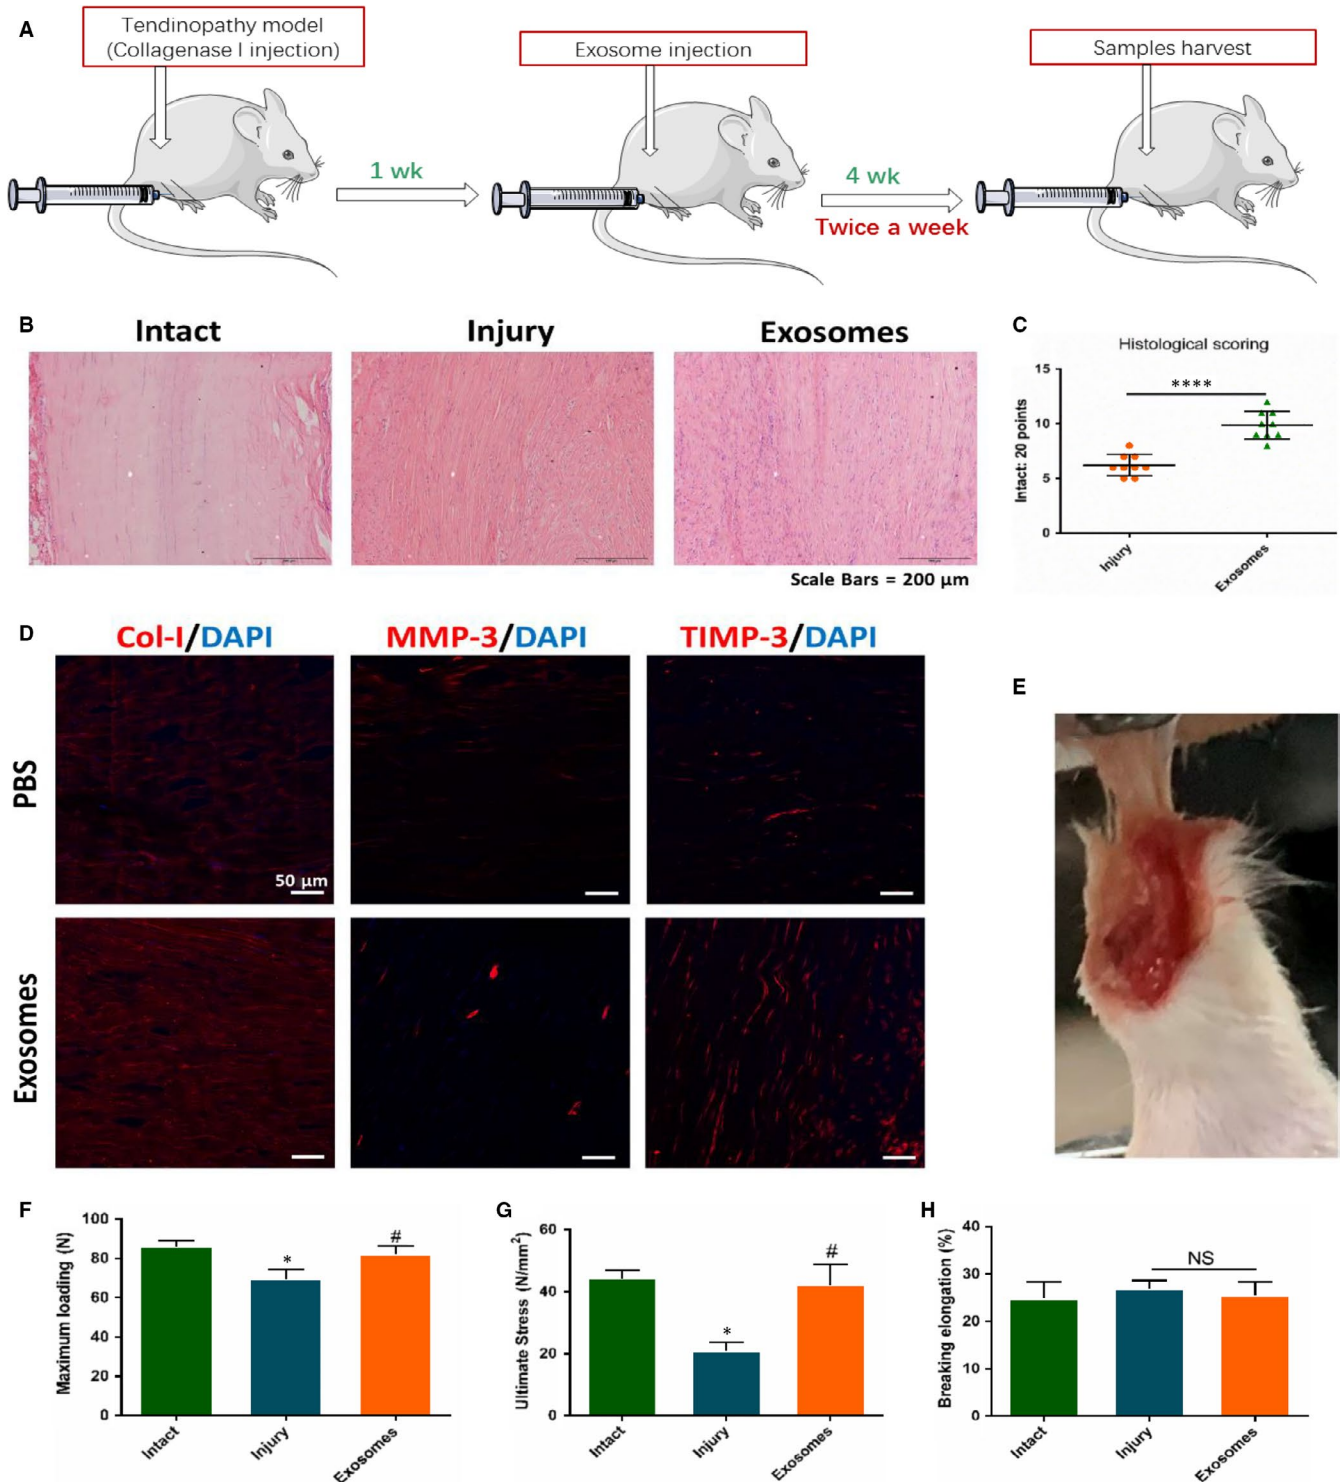 A
Tendinopathy model
(Collagenase I injection)
Exosome injection
Samples harvest
1 wk
4 wk
Twice a week
B
Intact
Injury
Exosomes
Scale Bars = 200 μm
C
Histological scoring
Intact: 20 points
15
10
5
0
****
Injury
Exosomes
D
Col-I/DAPI
MMP-3/DAPI
TIMP-3/DAPI
PBS
50 μm
Exosomes
E
F
Maximum loading (N)
100
80
60
40
20
0
*
#
Intact
Injury
Exosomes
G
Ultimate Stress (N/mm²)
60
40
20
0
*
#
Intact
Injury
Exosomes
H
Breaking elongation (%)
40
30
20
10
0
NS
Intact
Injury
Exosomes